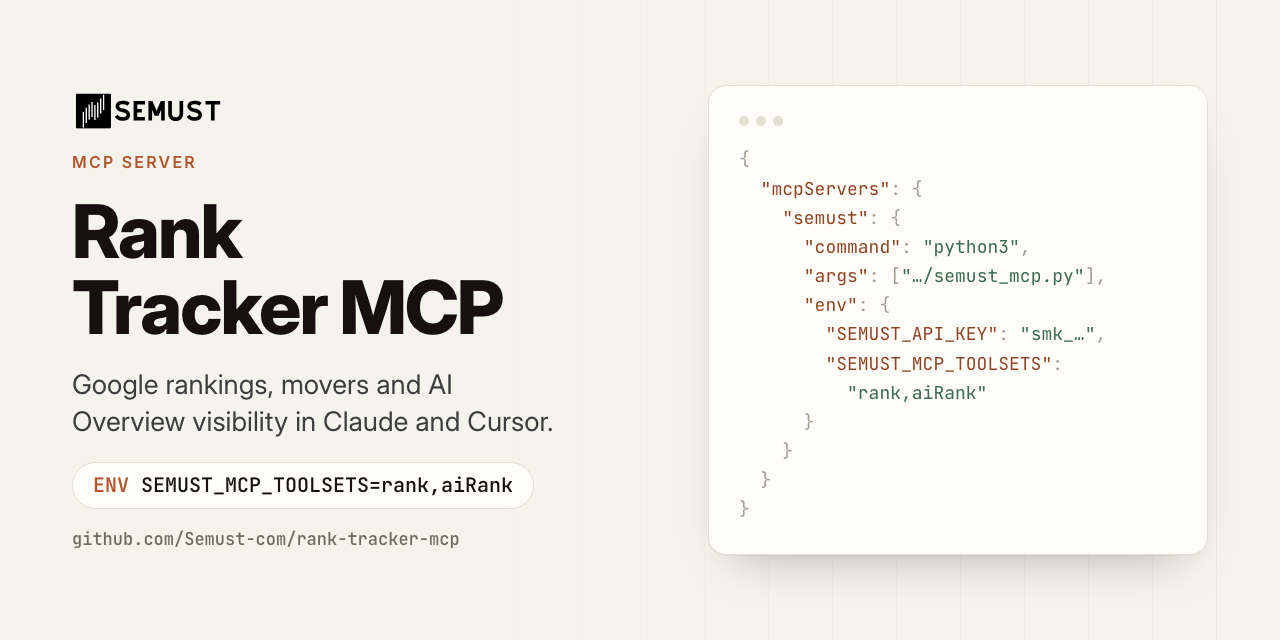 SEMUST
MCP SERVER
Rank
Tracker MCP
Google rankings, movers and AI
Overview visibility in Claude and Cursor.
ENV SEMUST_MCP_TOOLSETS=rank,aiRank
github.com/Semust-com/rank-tracker-mcp
{
"mcpServers": {
"semust": {
"command": "python3",
"args": ["…/semust_mcp.py"],
"env": {
"SEMUST_API_KEY": "smk_…",
"SEMUST_MCP_TOOLSETS":
"rank,aiRank"
}
}
}
}